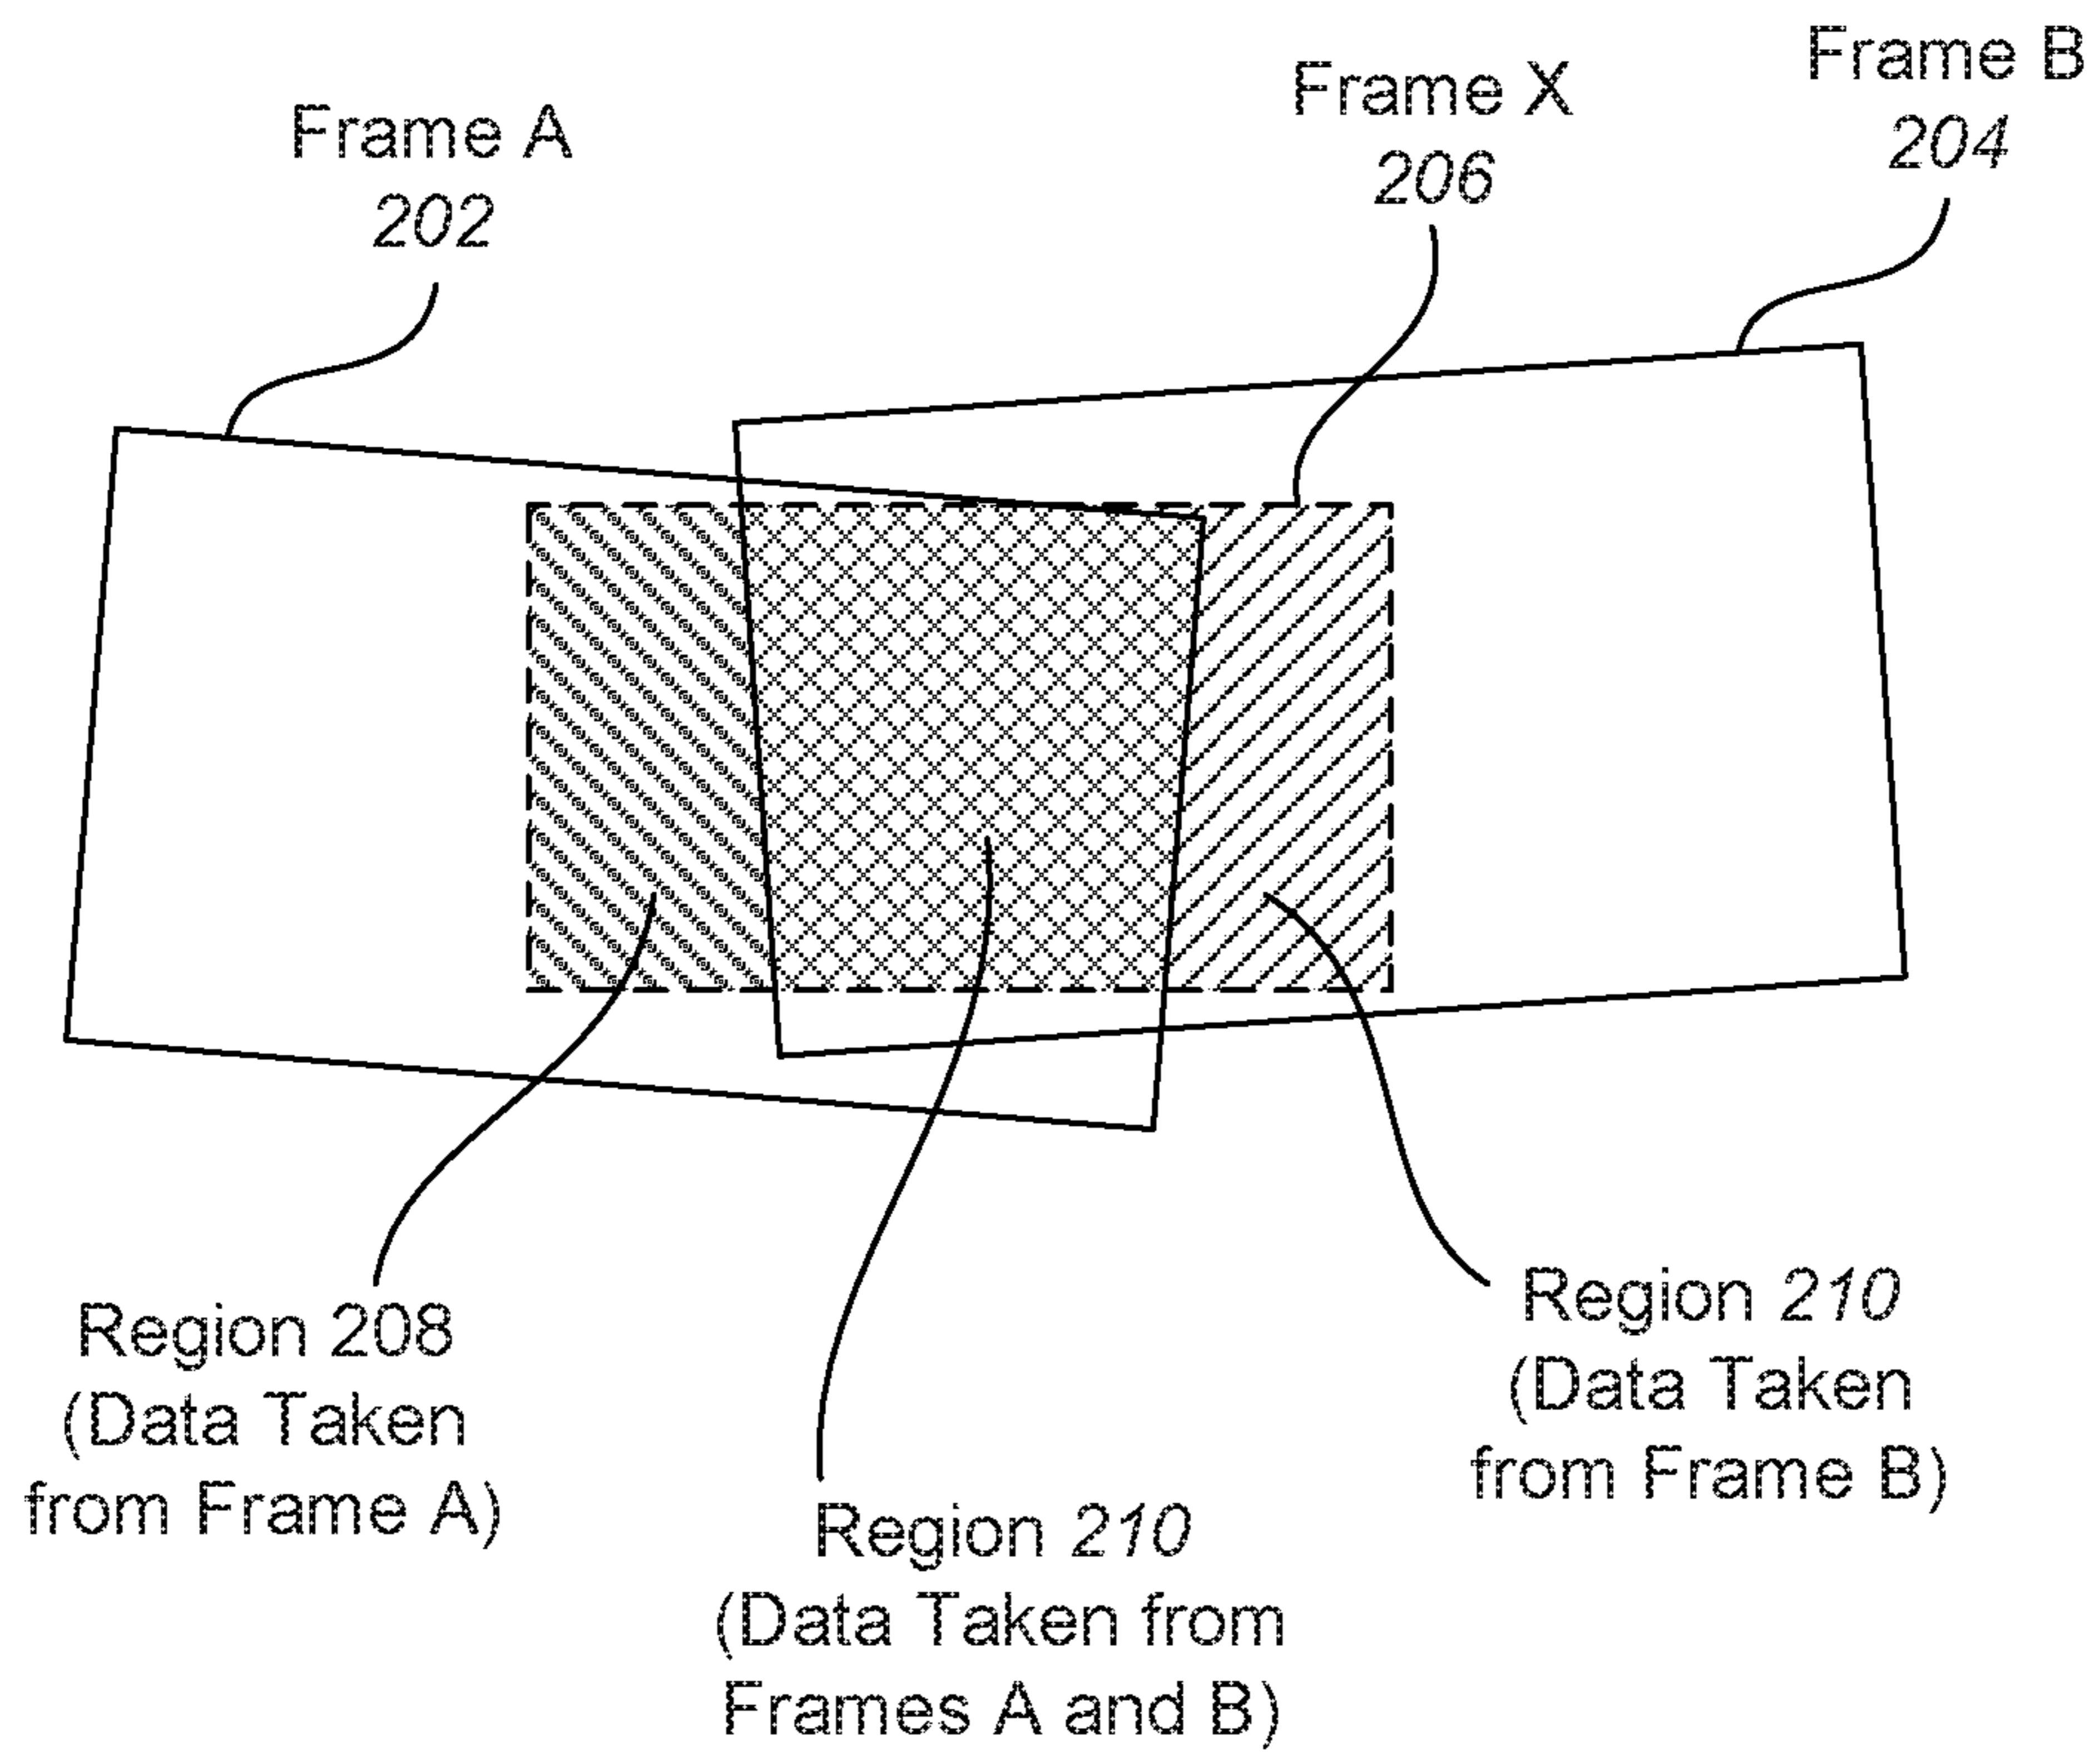 Frame A
202
Frame X
206
Frame B
204
Region 208
(Data Taken
from Frame A)
Region 210
(Data Taken from
Frames A and B)
Region 210
(Data Taken
from Frame B)